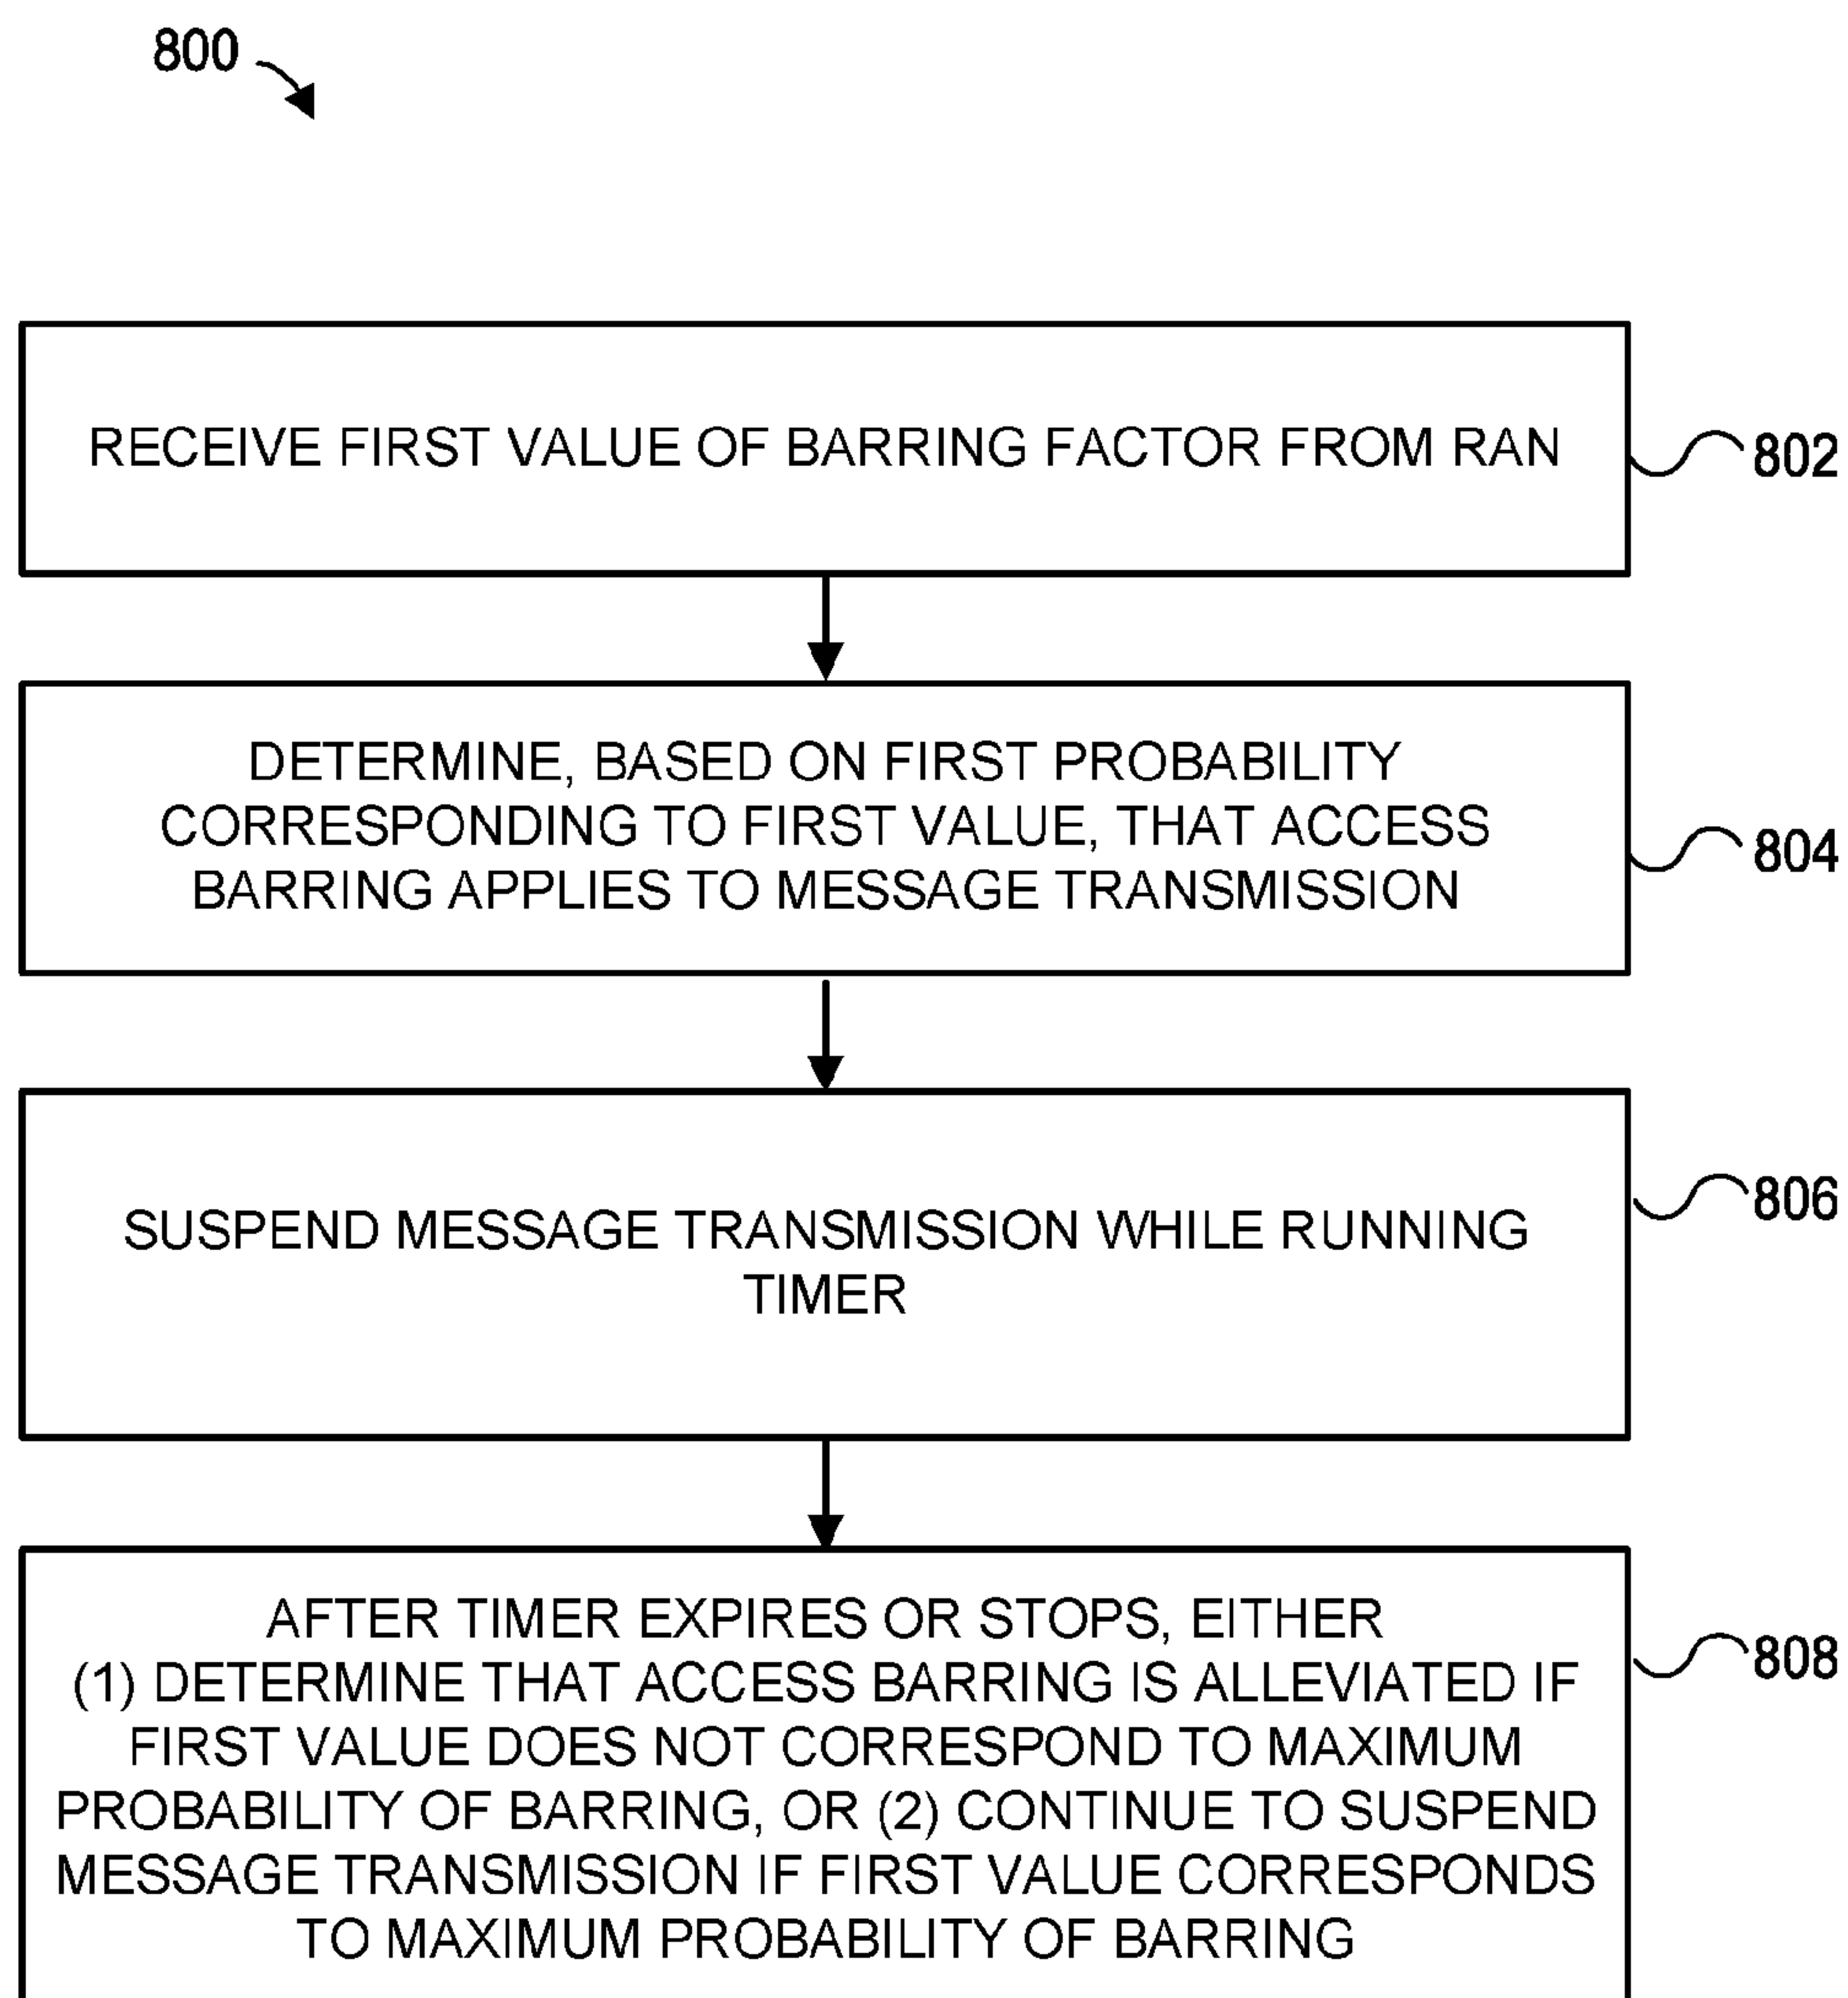 800
RECEIVE FIRST VALUE OF BARRING FACTOR FROM RAN
802
DETERMINE, BASED ON FIRST PROBABILITY
CORRESPONDING TO FIRST VALUE, THAT ACCESS
BARRING APPLIES TO MESSAGE TRANSMISSION
804
SUSPEND MESSAGE TRANSMISSION WHILE RUNNING
TIMER
806
AFTER TIMER EXPIRES OR STOPS, EITHER
(1) DETERMINE THAT ACCESS BARRING IS ALLEVIATED IF
FIRST VALUE DOES NOT CORRESPOND TO MAXIMUM
PROBABILITY OF BARRING, OR (2) CONTINUE TO SUSPEND
MESSAGE TRANSMISSION IF FIRST VALUE CORRESPONDS
TO MAXIMUM PROBABILITY OF BARRING
808